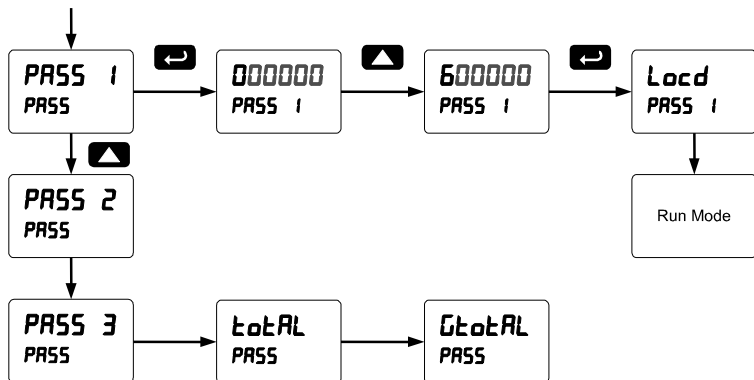 PASS 1
PASS
000000
PASS 1
600000
PASS 1
Locd
PASS 1
PASS 2
PASS
Run Mode
PASS 3
PASS
totAL
PASS
GtotAL
PASS